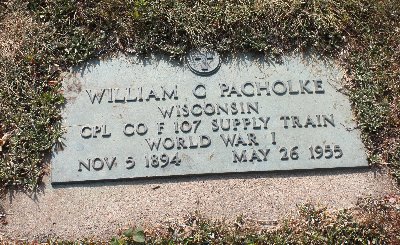 WILLIAM C PACHOLKE
WISCONSIN
CPL CO F 107 SUPPLY TRAIN
WORLD WAR I
NOV 5 1894 MAY 26 1955